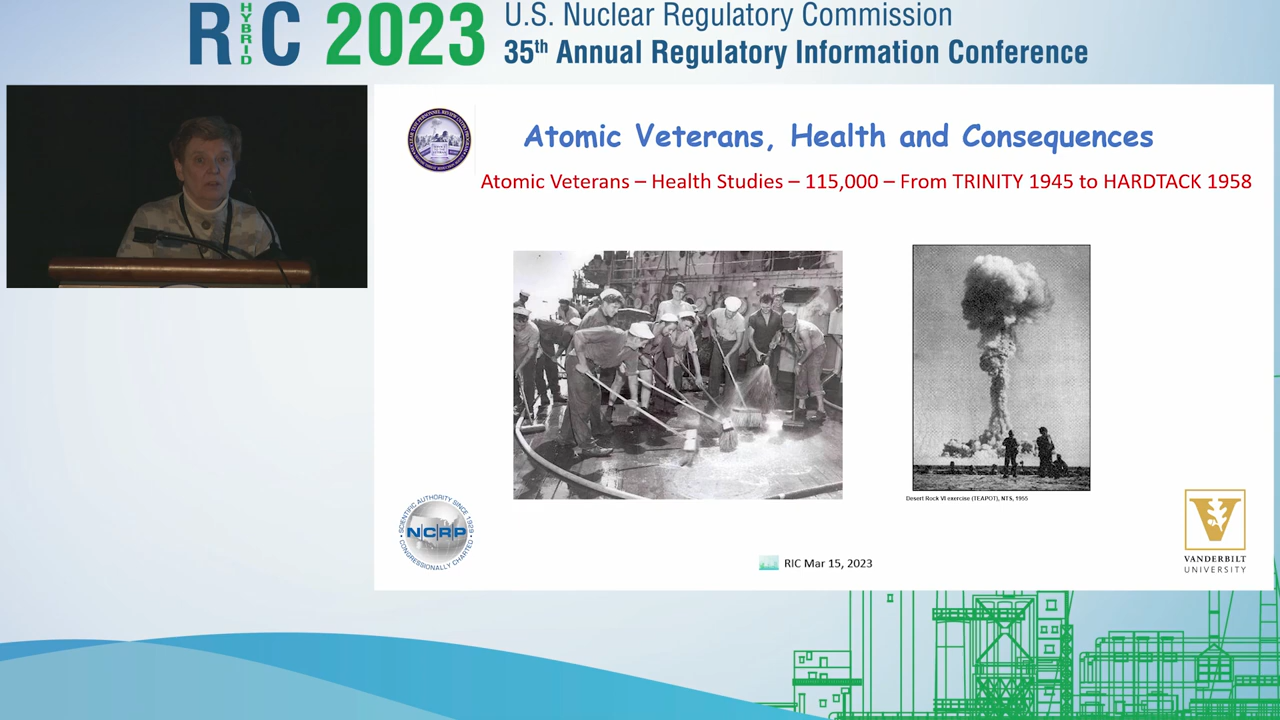 RIC 2023
HYBRID
U.S. Nuclear Regulatory Commission
35th Annual Regulatory Information Conference
Atomic Veterans, Health and Consequences
Atomic Veterans – Health Studies – 115,000 – From TRINITY 1945 to HARDTACK 1958
Desert Rock VI exercise (TEAPOT), NTS, 1955
SCIENTIFIC AUTHORITY SINCE 1929
NCRP
CONGRESSIONALLY CHARTED
RIC Mar 15, 2023
V
VANDERBILT
UNIVERSITY